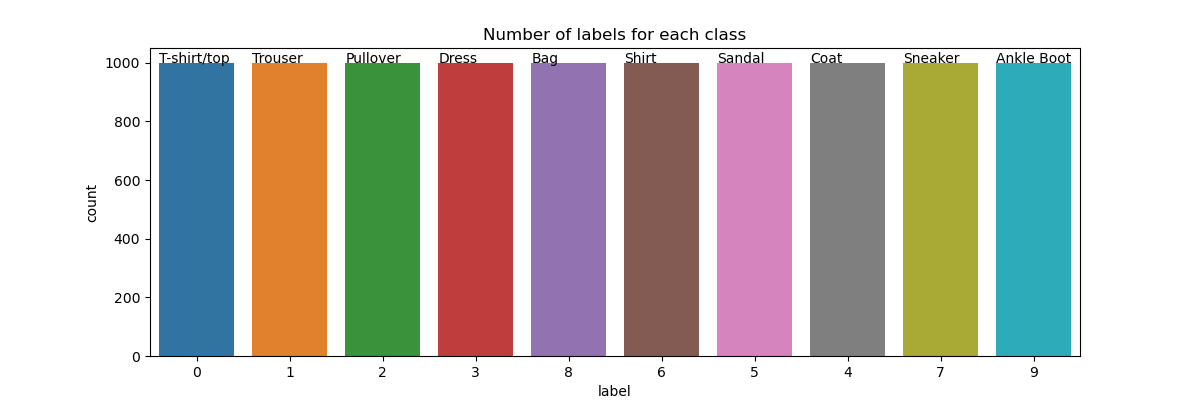 Number of labels for each class
T-shirt/top Trouser Pullover Dress Bag Shirt Sandal Coat Sneaker Ankle Boot
1000
800
600
400
200
0
count
0 1 2 3 8 6 5 4 7 9
label